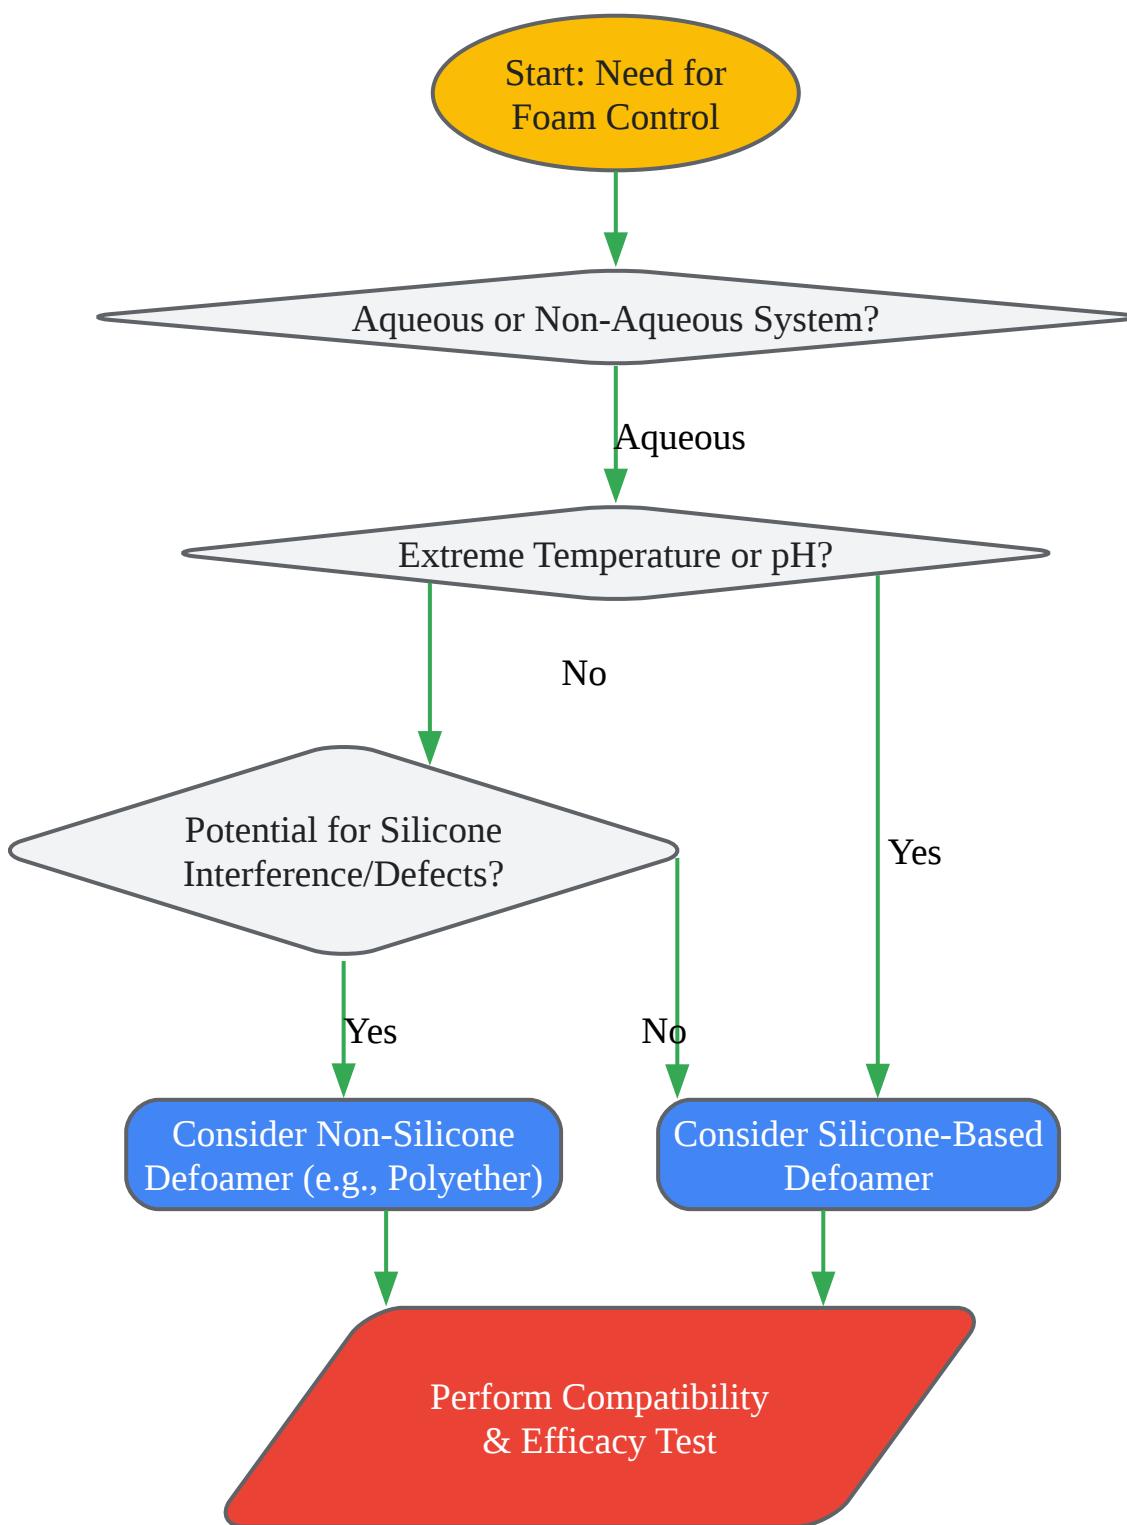 Start: Need for
Foam Control
Aqueous or Non-Aqueous System?
Aqueous
Extreme Temperature or pH?
No
Potential for Silicone
Interference/Defects?
Yes
Yes
No
Consider Non-Silicone
Defoamer (e.g., Polyether)
Consider Silicone-Based
Defoamer
Perform Compatibility
& Efficacy Test